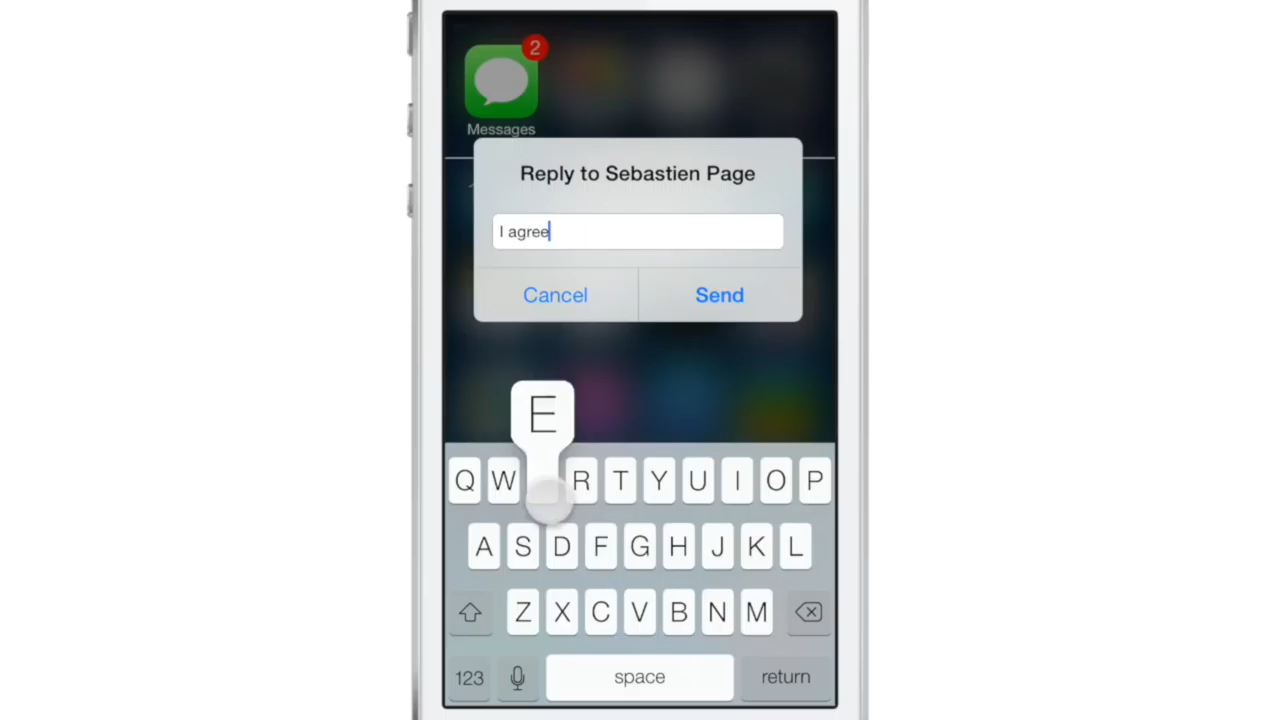 2
Messages
Reply to Sebastien Page
I agree
Cancel
Send
E
Q W R T Y U I O P
A S D F G H J K L
Z X C V B N M
123 space return